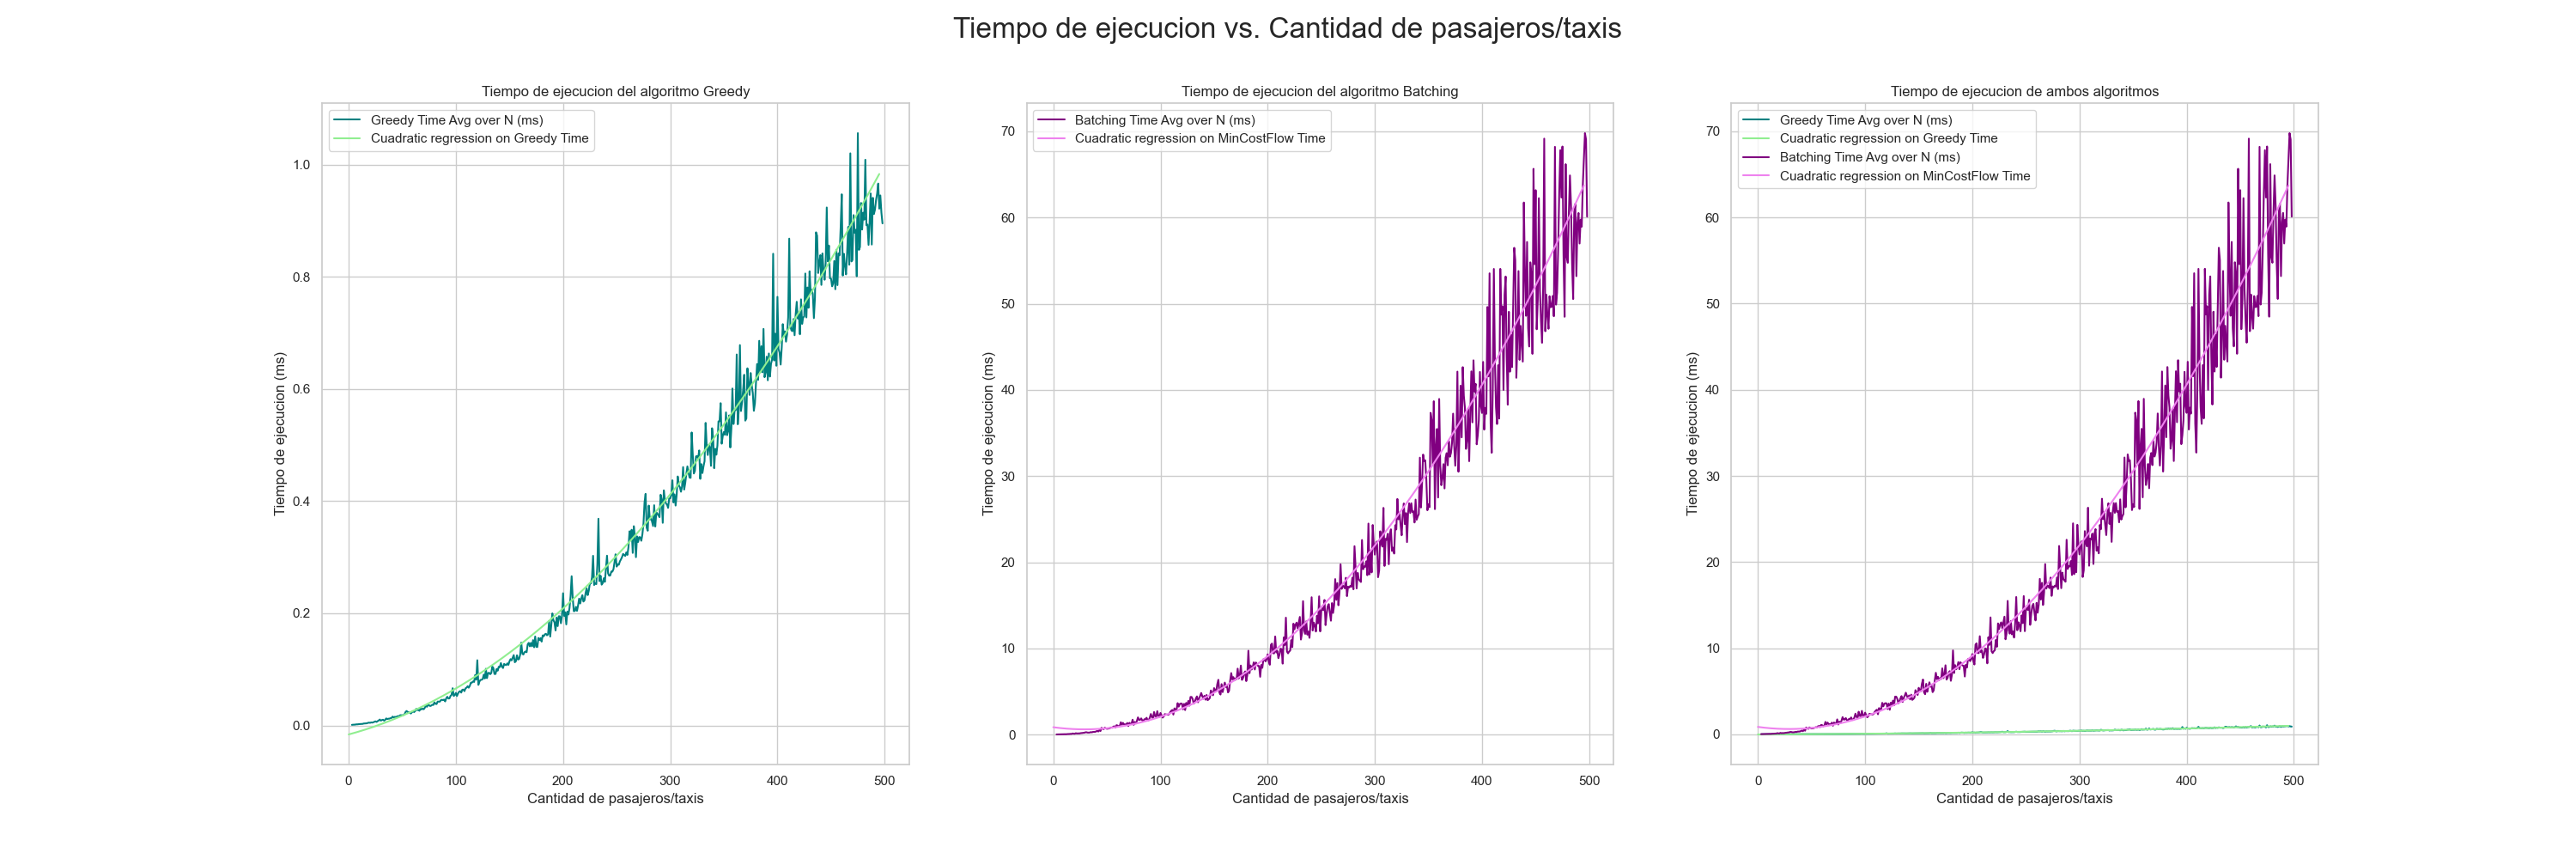 Tiempo de ejecucion vs. Cantidad de pasajeros/taxis
Tiempo de ejecucion del algoritmo Greedy
Greedy Time Avg over N (ms)
Cuadratic regression on Greedy Time
Tiempo de ejecucion (ms)
1.0
0.8
0.6
0.4
0.2
0.0
0 100 200 300 400 500
Cantidad de pasajeros/taxis
Tiempo de ejecucion del algoritmo Batching
Batching Time Avg over N (ms)
Cuadratic regression on MinCostFlow Time
Tiempo de ejecucion (ms)
70
60
50
40
30
20
10
0
0 100 200 300 400 500
Cantidad de pasajeros/taxis
Tiempo de ejecucion de ambos algoritmos
Greedy Time Avg over N (ms)
Cuadratic regression on Greedy Time
Batching Time Avg over N (ms)
Cuadratic regression on MinCostFlow Time
Tiempo de ejecucion (ms)
70
60
50
40
30
20
10
0
0 100 200 300 400 500
Cantidad de pasajeros/taxis